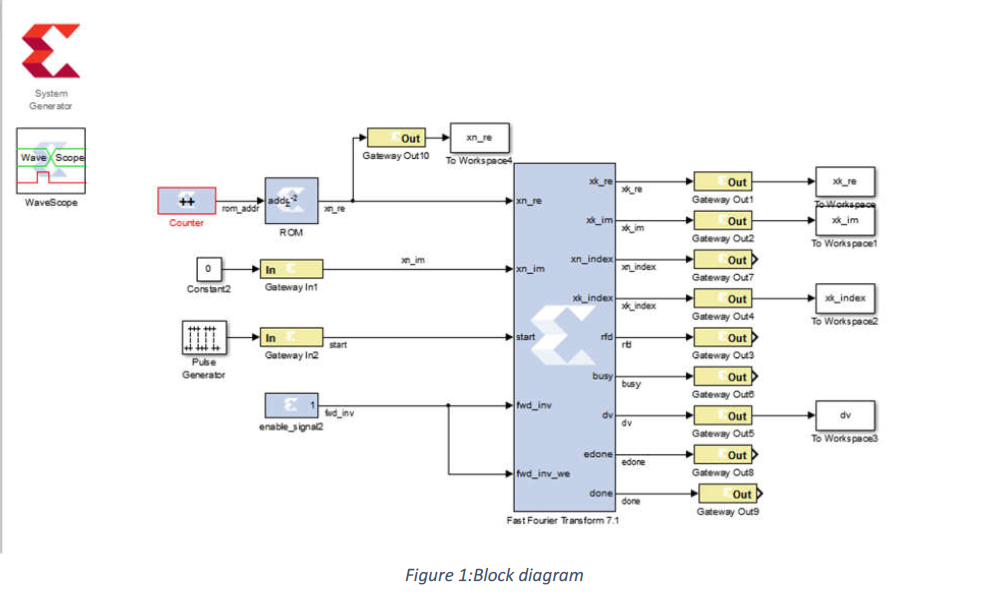 System
Generator
Wave Scope
WaveScope
++
Counter
rom_addr
addr
z-2
ROM
xn_re
Out
Gateway Out10
xn_re
To Workspace4
0
Constant2
In
Gateway In1
xn_im
Pulse
Generator
In
Gateway In2
start
1
enable_signal2
fwd_inv
xn_re
xn_im
start
fwd_inv
fwd_inv_we
xk_re
xk_im
xn_index
xk_index
rfd
busy
dv
edone
done
Fast Fourier Transform 7.1
xk_re
Out
Gateway Out1
xk_re
To Workspace
xk_im
Out
Gateway Out2
xk_im
To Workspace1
xn_index
Out
Gateway Out7
xk_index
Out
Gateway Out4
xk_index
To Workspace2
rfd
Out
Gateway Out3
busy
Out
Gateway Out6
dv
Out
Gateway Out5
dv
To Workspace3
edone
Out
Gateway Out8
done
Out
Gateway Out9
Figure 1:Block diagram